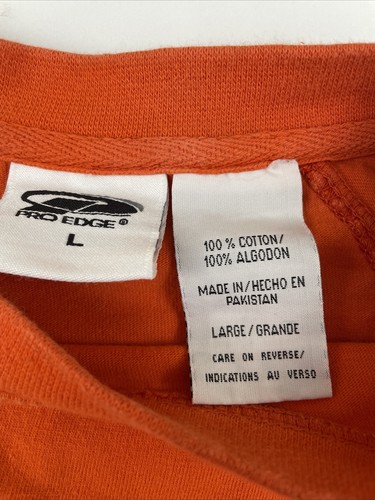 PRO EDGE®
L
100 % COTTON/
100% ALGODON
MADE IN/HECHO EN
PAKISTAN
LARGE/GRANDE
CARE ON REVERSE/
INDICATIONS AU VERSO